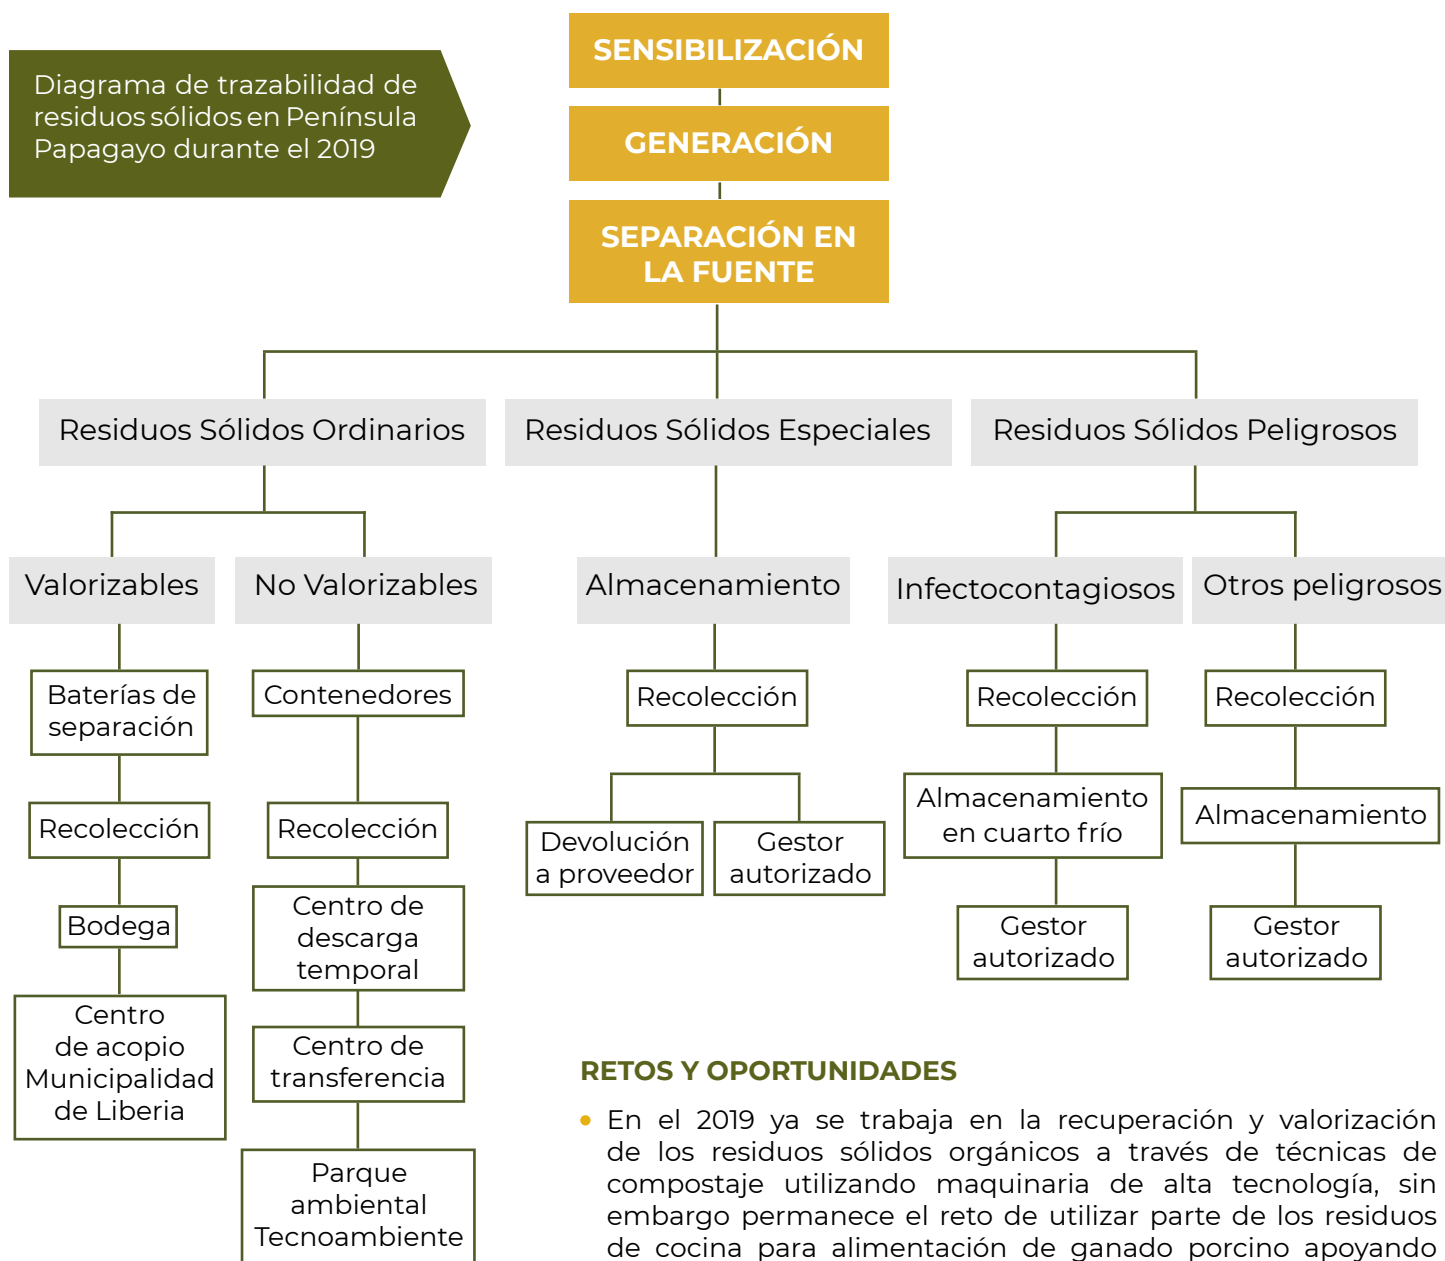 Diagrama de trazabilidad de
residuos sólidos en Península
Papagayo durante el 2019
SENSIBILIZACIÓN
GENERACIÓN
SEPARACIÓN EN
LA FUENTE
Residuos Sólidos Ordinarios
Residuos Sólidos Especiales
Residuos Sólidos Peligrosos
Valorizables
No Valorizables
Almacenamiento
Infectocontagiosos
Otros peligrosos
Baterías de
separación
Recolección
Bodega
Centro
de acopio
Municipalidad
de Liberia
Contenedores
Recolección
Centro de
descarga
temporal
Centro de
transferencia
Parque
ambiental
Tecnoambiente
Recolección
Devolución
a proveedor
Gestor
autorizado
Recolección
Almacenamiento
en cuarto frío
Gestor
autorizado
Recolección
Almacenamiento
Gestor
autorizado
RETOS Y OPORTUNIDADES
• En el 2019 ya se trabaja en la recuperación y valorización
de los residuos sólidos orgánicos a través de técnicas de
compostaje utilizando maquinaria de alta tecnología, sin
embargo permanece el reto de utilizar parte de los residuos
de cocina para alimentación de ganado porcino apoyando